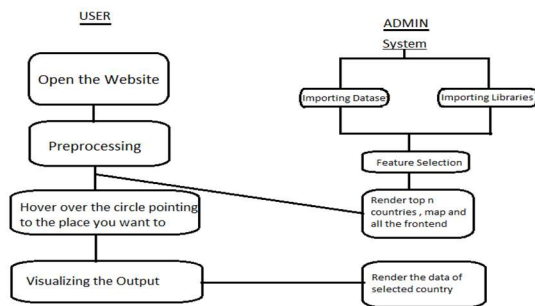 USER
Open the Website
Preprocessing
Hover over the circle pointing
to the place you want to
Visualizing the Output
ADMIN
System
Importing Dataset
Importing Libraries
Feature Selection
Render top n
countries , map and
all the frontend
Render the data of
selected country